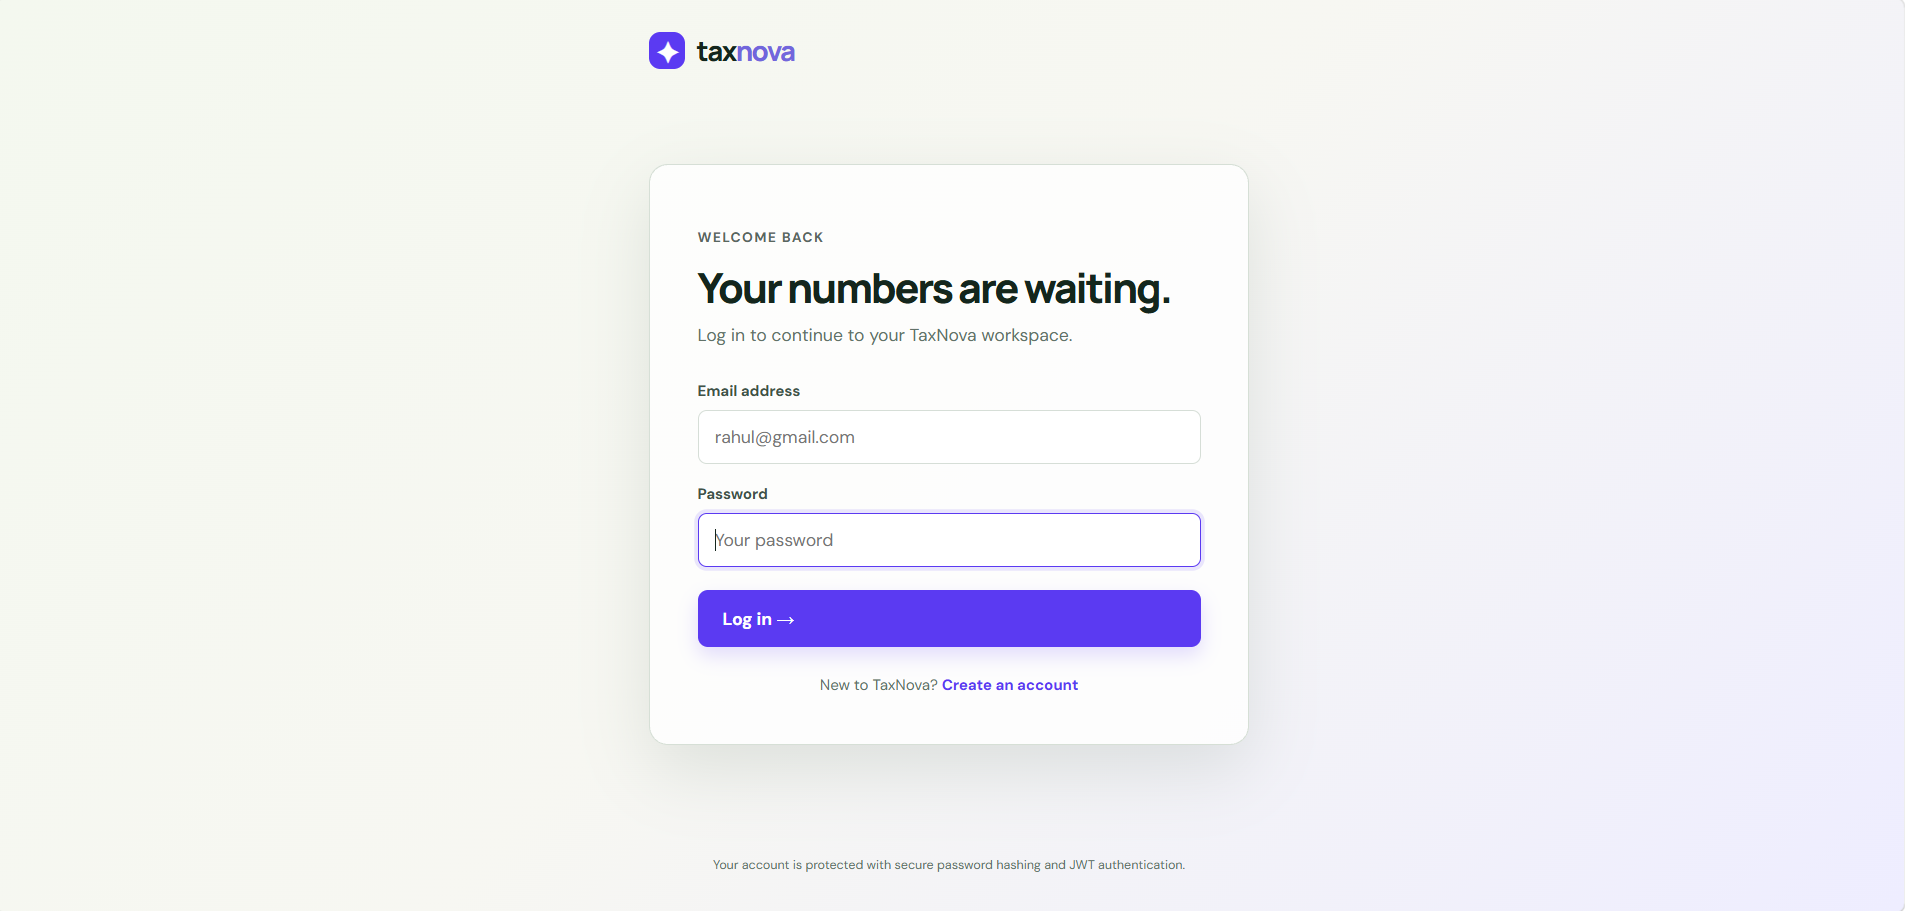 taxnova
WELCOME BACK
Your numbers are waiting.
Log in to continue to your TaxNova workspace.
Email address
rahul@gmail.com
Password
Your password
Log in →
New to TaxNova? Create an account
Your account is protected with secure password hashing and JWT authentication.